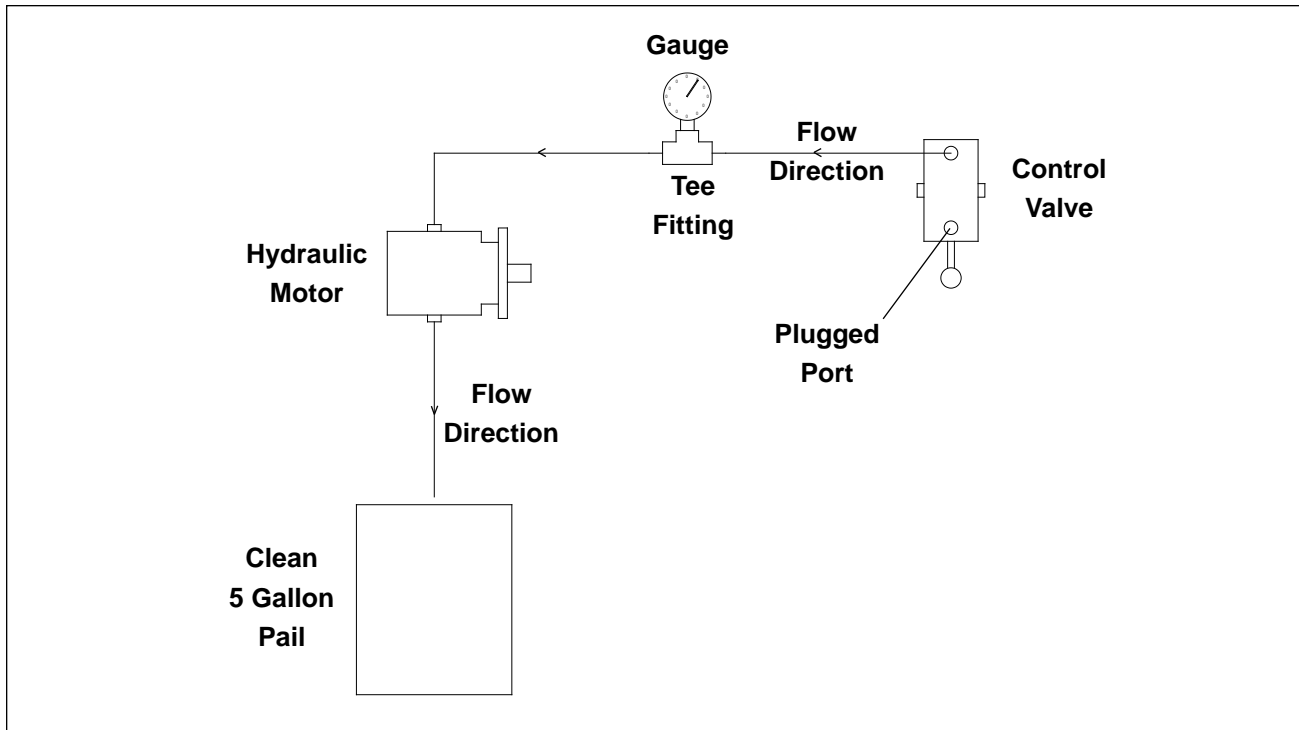 Gauge
Flow
Direction
Control
Valve
Tee
Fitting
Hydraulic
Motor
Plugged
Port
Flow
Direction
Clean
5 Gallon
Pail